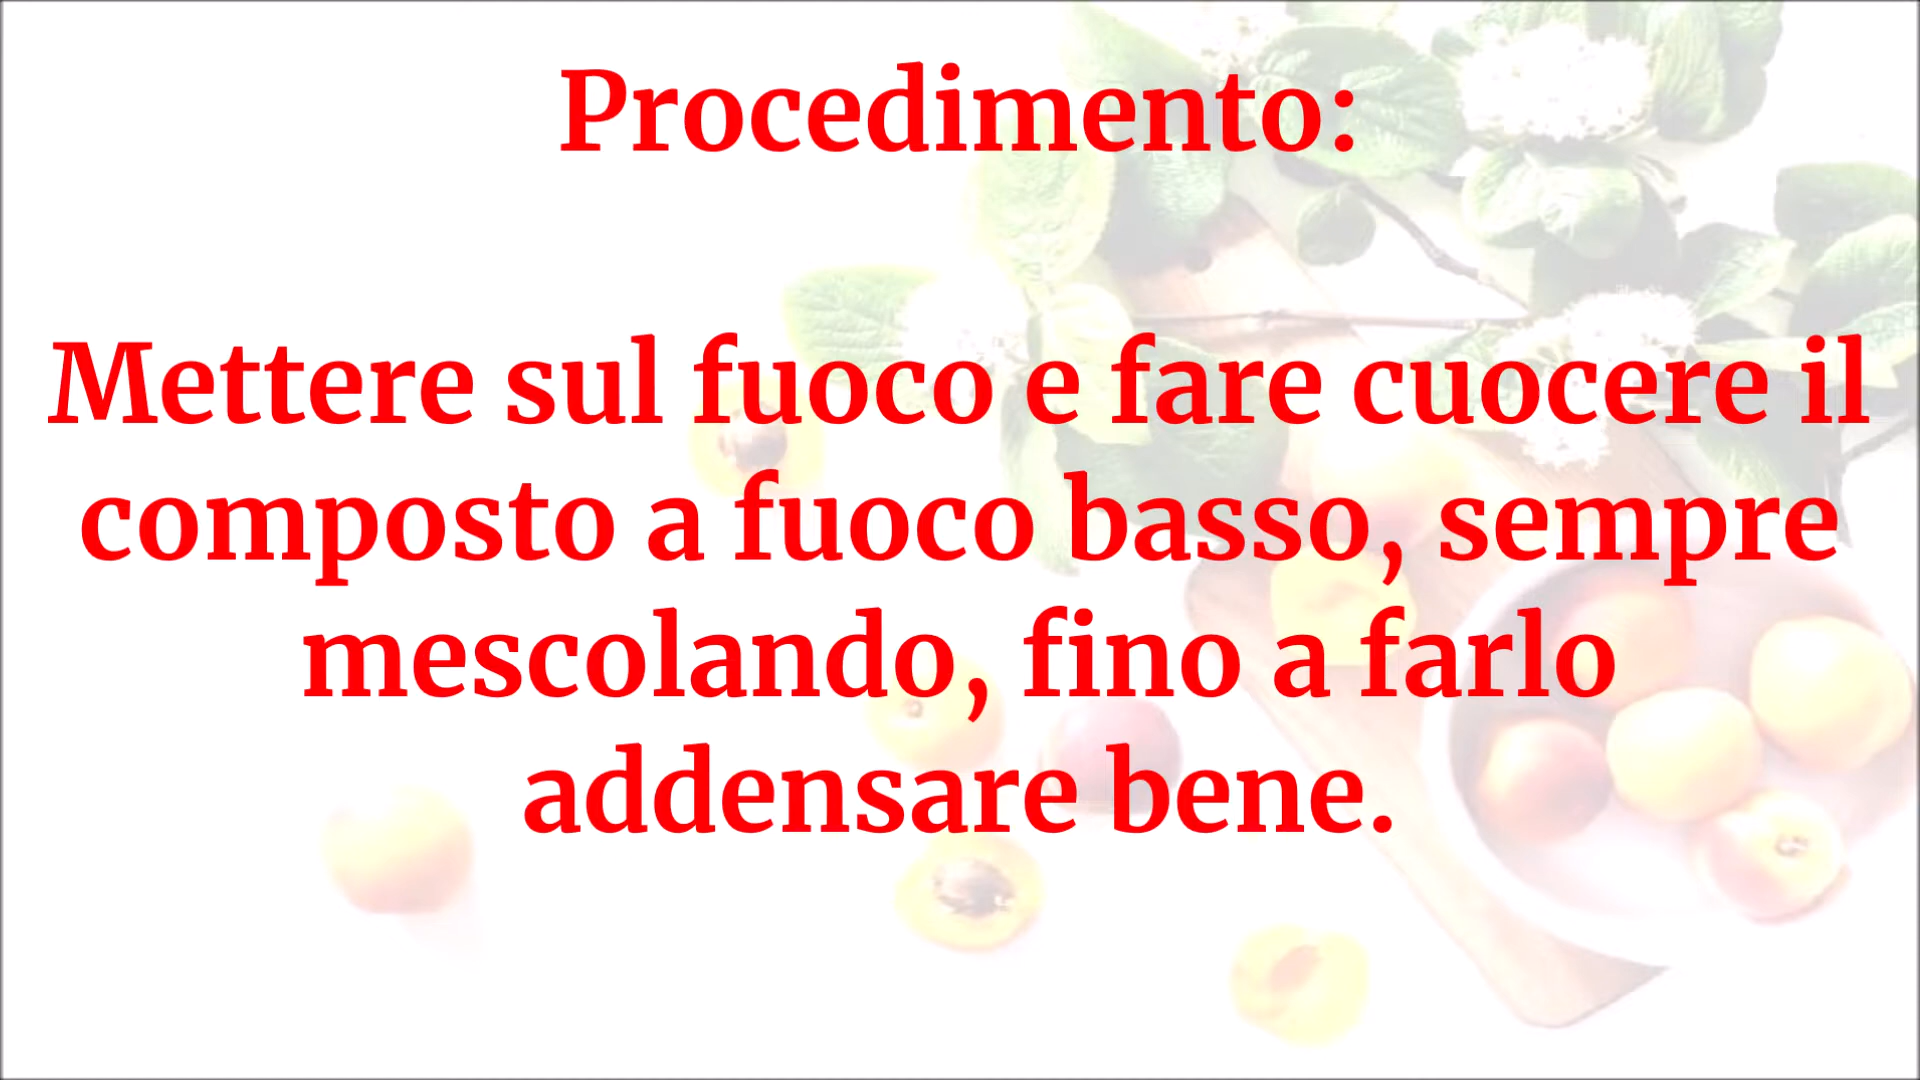 Procedimento:
Mettere sul fuoco e fare cuocere il
composto a fuoco basso, sempre
mescolando, fino a farlo
addensare bene.